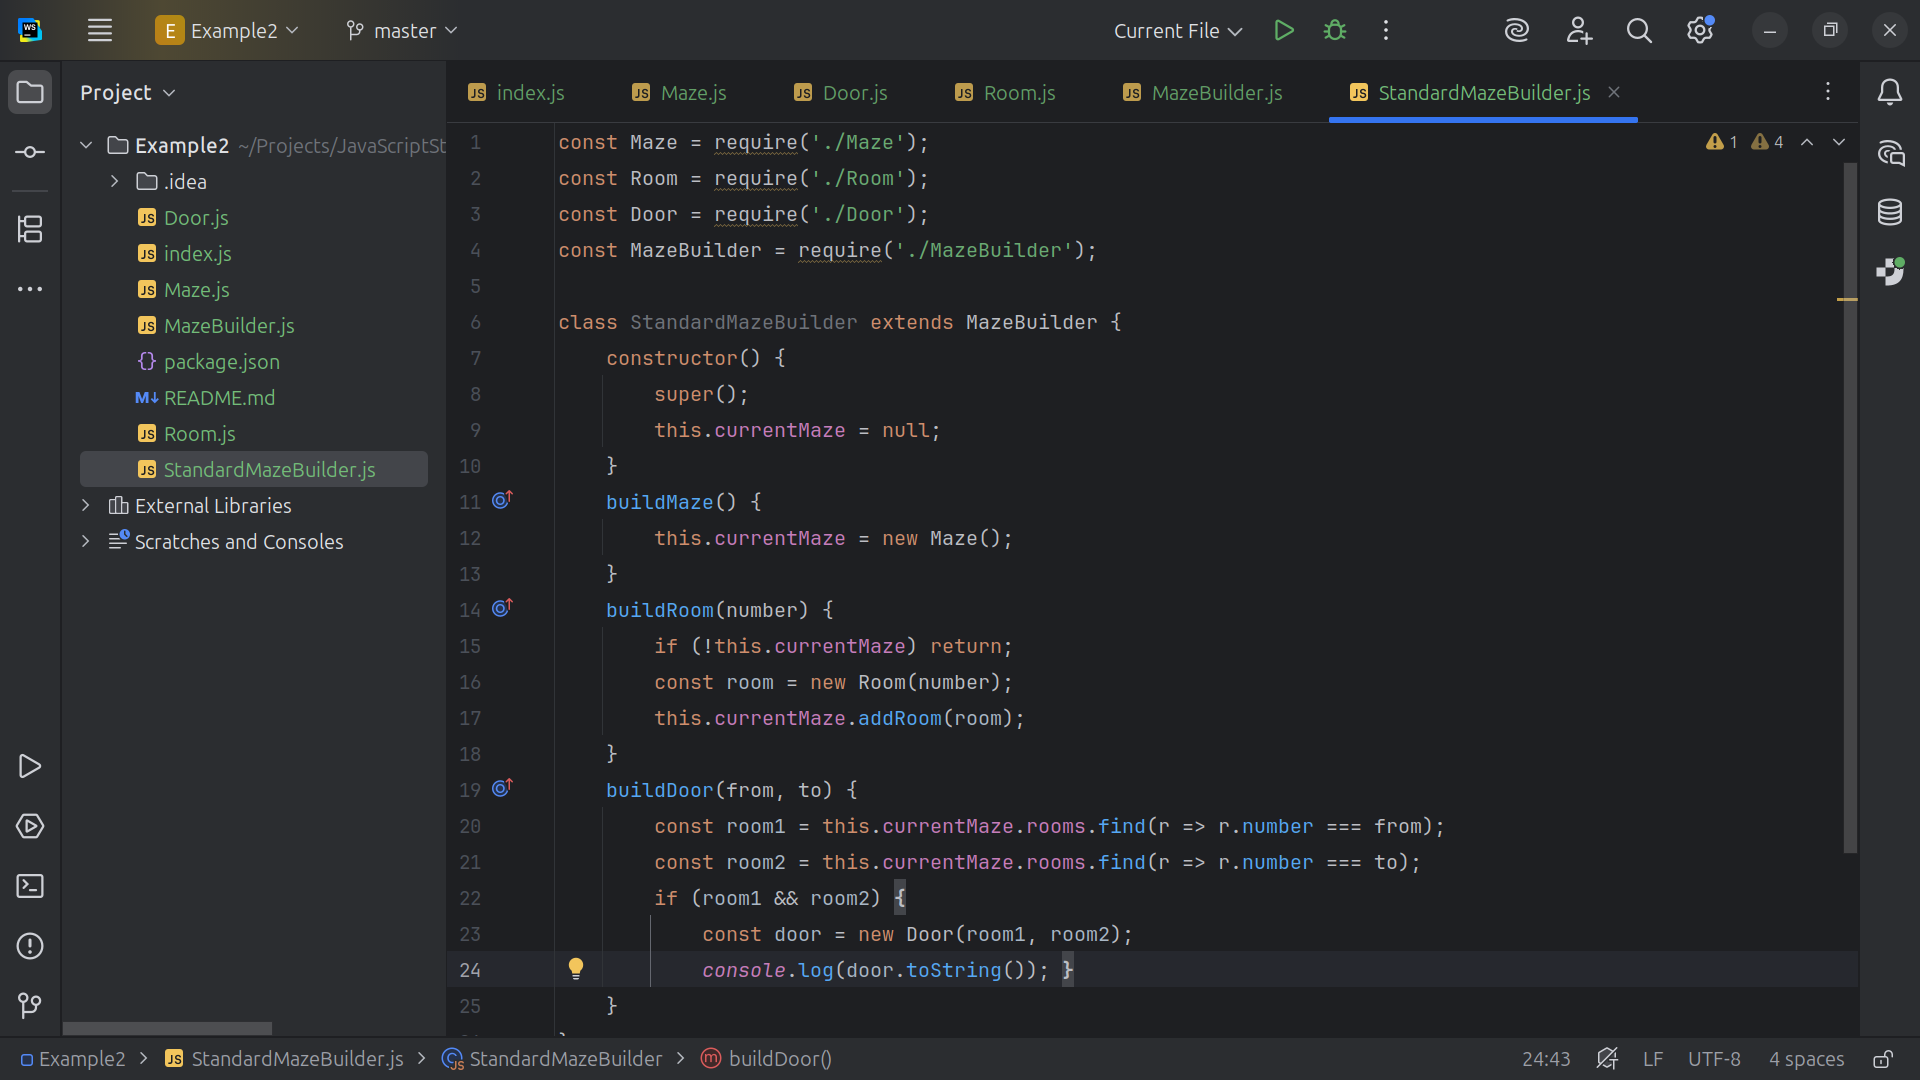 E Example2 master Current File
Project
index.js Maze.js Door.js Room.js MazeBuilder.js StandardMazeBuilder.js
Example2 ~/Projects/JavaScriptSt
.idea
Door.js
index.js
Maze.js
MazeBuilder.js
package.json
README.md
Room.js
StandardMazeBuilder.js
External Libraries
Scratches and Consoles
1 4
1 const Maze = require('./Maze');
2 const Room = require('./Room');
3 const Door = require('./Door');
4 const MazeBuilder = require('./MazeBuilder');
5
6 class StandardMazeBuilder extends MazeBuilder {
7 constructor() {
8 super();
9 this.currentMaze = null;
10 }
11 buildMaze() {
12 this.currentMaze = new Maze();
13 }
14 buildRoom(number) {
15 if (!this.currentMaze) return;
16 const room = new Room(number);
17 this.currentMaze.addRoom(room);
18 }
19 buildDoor(from, to) {
20 const room1 = this.currentMaze.rooms.find(r => r.number === from);
21 const room2 = this.currentMaze.rooms.find(r => r.number === to);
22 if (room1 && room2) {
23 const door = new Door(room1, room2);
24 console.log(door.toString()); }
25 }
Example2 StandardMazeBuilder.js StandardMazeBuilder buildDoor() 24:43 LF UTF-8 4 spaces